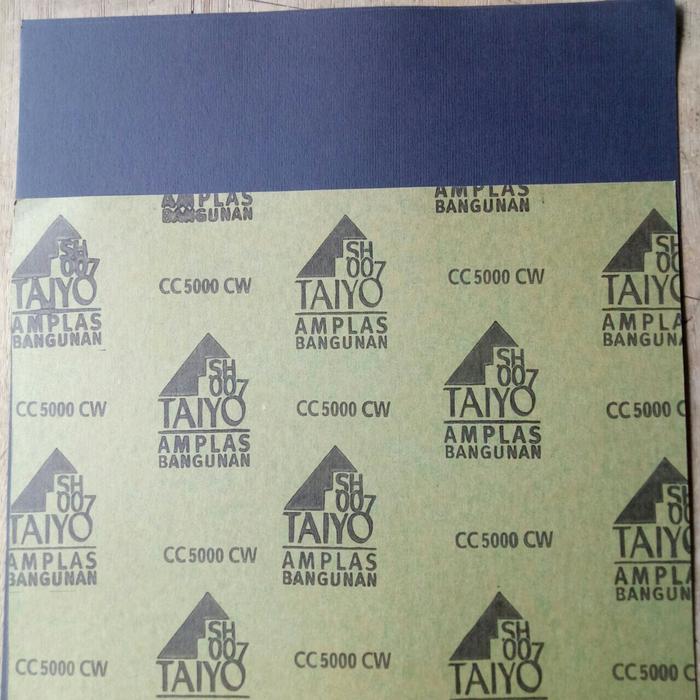 AMPLAS
BANGUNAN
AMPLAS
BANGUNAN
SH
007
TAIYO
AMPLAS
BANGUNAN
CC5000 CW
SH
007
TAIYO
AMPLAS
BANGUNAN
CC5000 CW
SH
007
TAIYO
AMPLAS
BANGUNAN
CC5000 CW
SH
007
TAIYO
AMPLAS
BANGUNAN
CC5000 CW
SH
007
TAIYO
AMPLAS
BANGUNAN
CC5000 C
SH
007
TAIYO
AMPLAS
BANGUNAN
CC5000 CW
SH
007
TAIYO
AMPLAS
BANGUNAN
CC5000 CW
SH
007
TAIYO
AMPLA
BANGUN
CC5000 CW
SH
007
TAIYO
CC5000 CW
SH
007
TAIYO
CC5000 C